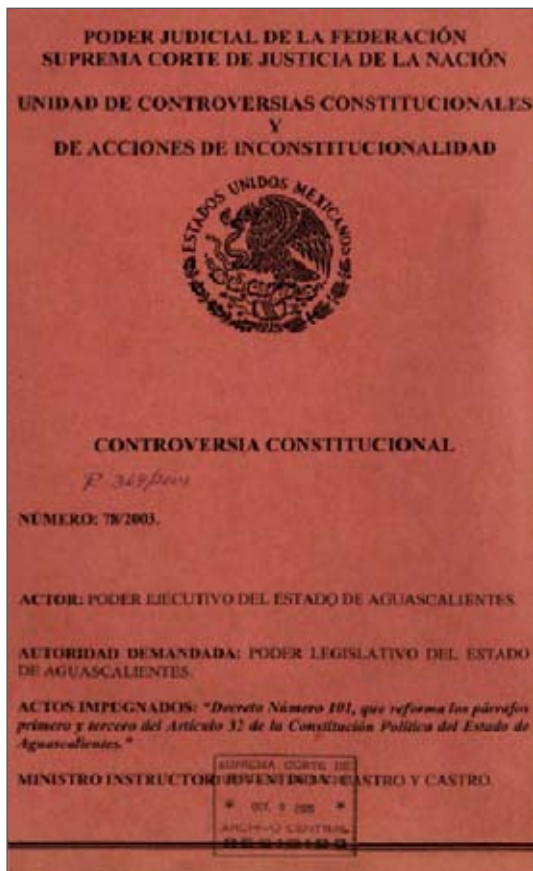 PODER JUDICIAL DE LA FEDERACIÓN
SUPREMA CORTE DE JUSTICIA DE LA NACIÓN
UNIDAD DE CONTROVERSIAS CONSTITUCIONALES
Y
DE ACCIONES DE INCONSTITUCIONALIDAD
ESTADOS UNIDOS MEXICANOS
CONTROVERSIA CONSTITUCIONAL
NÚMERO: 78/2003.
ACTOR: PODER EJECUTIVO DEL ESTADO DE AGUASCALIENTES.
AUTORIDAD DEMANDADA: PODER LEGISLATIVO DEL ESTADO
DE AGUASCALIENTES.
ACTOS IMPUGNADOS: "Decreto Número 101, que reforma los párrafos
primero y tercero del Artículo 32 de la Constitución Política del Estado de
Aguascalientes."
SUPREMA CORTE DE
MINISTRO INSTRUCTOR JUVENTINO V. CASTRO Y CASTRO.
ARCHIVO CENTRAL
RECIBIDO